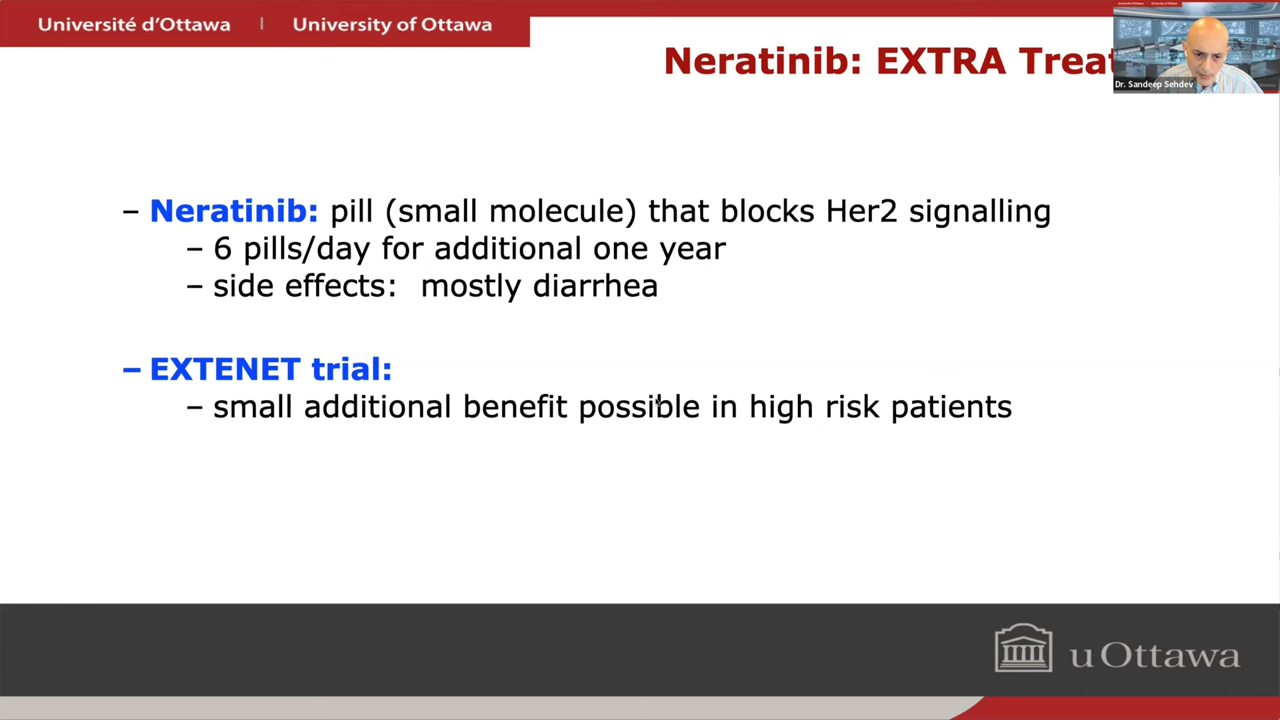 Université d'Ottawa | University of Ottawa
Neratinib: EXTRA
Dr. Sandeep Sehdev
– Neratinib: pill (small molecule) that blocks Her2 signalling
– 6 pills/day for additional one year
– side effects: mostly diarrhea
– EXTENET trial:
– small additional benefit possible in high risk patients
uOttawa